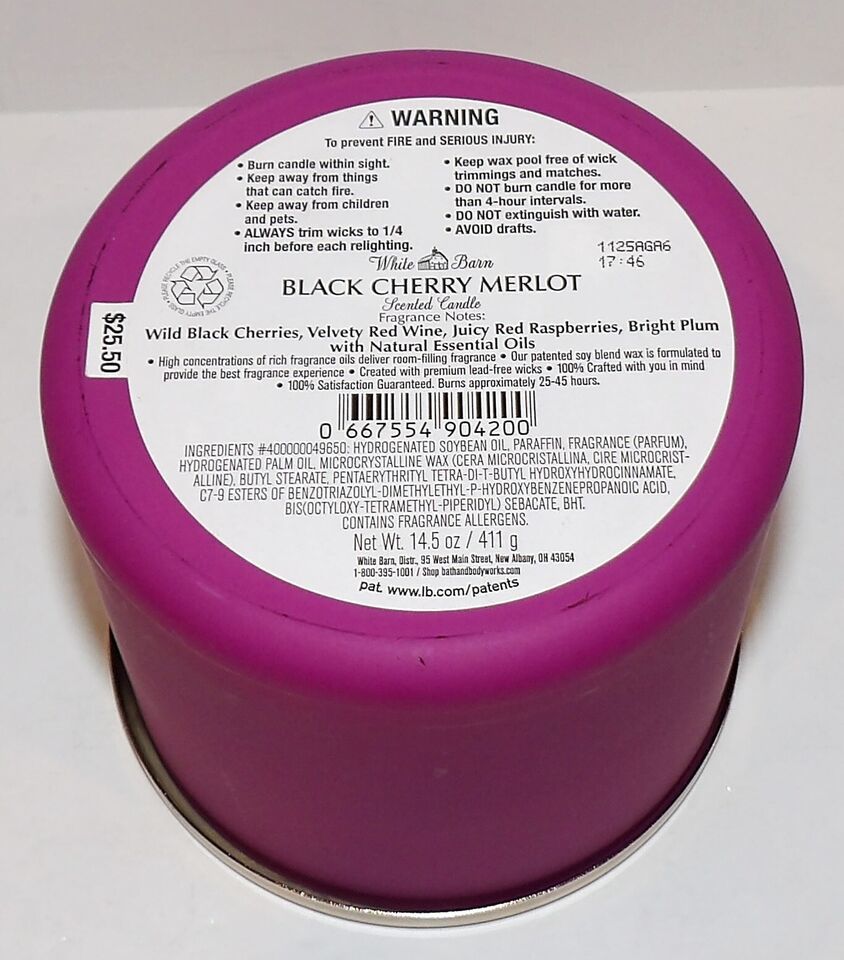 WARNING
To prevent FIRE and SERIOUS INJURY:
• Burn candle within sight.
• Keep away from things
that can catch fire.
• Keep away from children
and pets.
• ALWAYS trim wicks to 1/4
inch before each relighting.
• Keep wax pool free of wick
trimmings and matches.
• DO NOT burn candle for more
than 4-hour intervals.
• DO NOT extinguish with water.
• AVOID drafts.
1125AGA6
17:46
PLEASE RECYCLE THE EMPTY GLASS • PLEASE RECYCLE THE EMPTY GLASS •
$25.50
White Barn
BLACK CHERRY MERLOT
Scented Candle
Fragrance Notes:
Wild Black Cherries, Velvety Red Wine, Juicy Red Raspberries, Bright Plum
with Natural Essential Oils
• High concentrations of rich fragrance oils deliver room-filling fragrance • Our patented soy blend wax is formulated to
provide the best fragrance experience • Created with premium lead-free wicks • 100% Crafted with you in mind
• 100% Satisfaction Guaranteed. Burns approximately 25-45 hours.
0 667554 904200
INGREDIENTS #400000049650: HYDROGENATED SOYBEAN OIL, PARAFFIN, FRAGRANCE (PARFUM),
HYDROGENATED PALM OIL, MICROCRYSTALLINE WAX (CERA MICROCRISTALLINA, CIRE MICROCRIST-
ALLINE), BUTYL STEARATE, PENTAERYTHRITYL TETRA-DI-T-BUTYL HYDROXYHYDROCINNAMATE,
C7-9 ESTERS OF BENZOTRIAZOLYL-DIMETHYLETHYL-P-HYDROXYBENZENEPROPANOIC ACID,
BIS(OCTYLOXY-TETRAMETHYL-PIPERIDYL) SEBACATE, BHT.
CONTAINS FRAGRANCE ALLERGENS.
Net Wt. 14.5 oz / 411 g
White Barn, Distr., 95 West Main Street, New Albany, OH 43054
1-800-395-1001 / Shop bathandbodyworks.com
pat. www.lb.com/patents